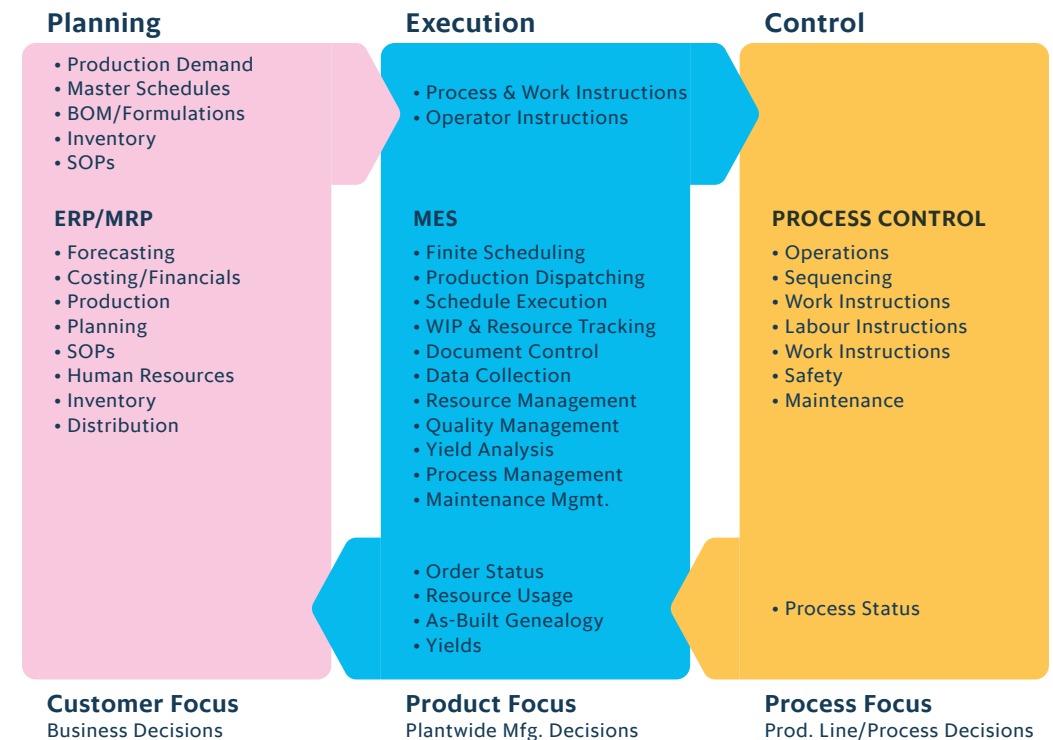 Planning
• Production Demand
• Master Schedules
• BOM/Formulations
• Inventory
• SOPs
ERP/MRP
• Forecasting
• Costing/Financials
• Production
• Planning
• SOPs
• Human Resources
• Inventory
• Distribution
Customer Focus
Business Decisions
Execution
• Process & Work Instructions
• Operator Instructions
MES
• Finite Scheduling
• Production Dispatching
• Schedule Execution
• WIP & Resource Tracking
• Document Control
• Data Collection
• Resource Management
• Quality Management
• Yield Analysis
• Process Management
• Maintenance Mgmt.
• Order Status
• Resource Usage
• As-Built Genealogy
• Yields
Product Focus
Plantwide Mfg. Decisions
Control
PROCESS CONTROL
• Operations
• Sequencing
• Work Instructions
• Labour Instructions
• Work Instructions
• Safety
• Maintenance
• Process Status
Process Focus
Prod. Line/Process Decisions